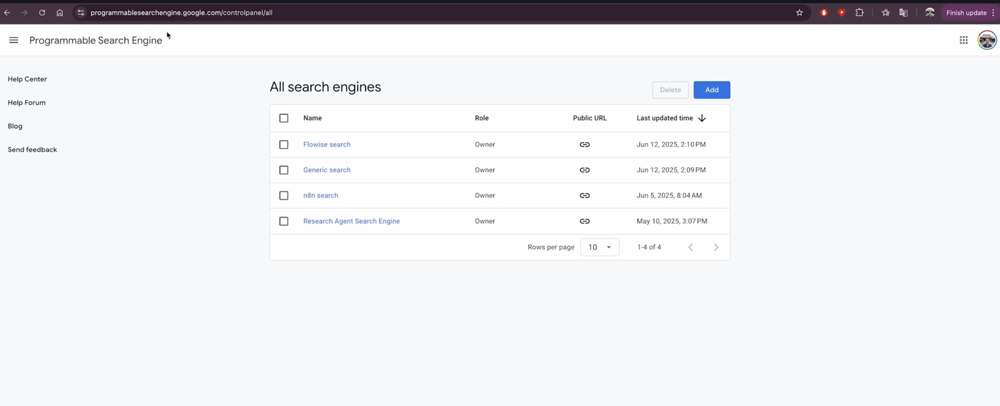 programmablesearchengine.google.com/controlpanel/all
Finish update
Programmable Search Engine
Help Center
Help Forum
Blog
Send feedback
All search engines
Delete
Add
Name Role Public URL Last updated time
Flowise search Owner Jun 12, 2025, 2:10 PM
Generic search Owner Jun 12, 2025, 2:09 PM
n8n search Owner Jun 5, 2025, 8:04 AM
Research Agent Search Engine Owner May 10, 2025, 3:07 PM
Rows per page 10 1-4 of 4